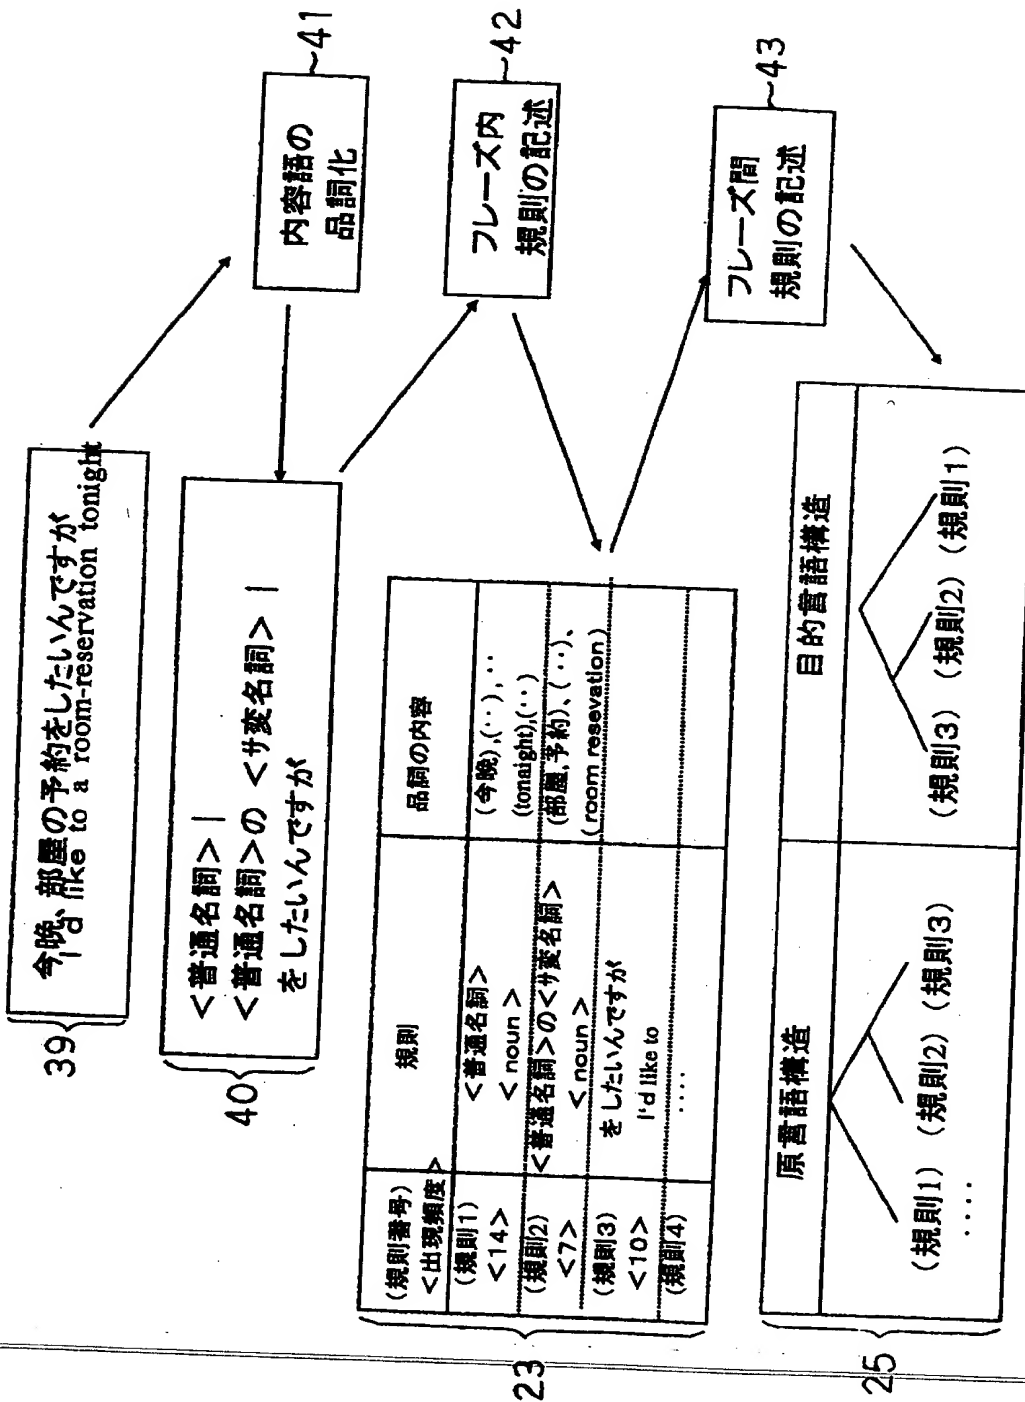 今晩、部屋の予約をしたいんですが
I'd like to a room-reservation tonight
39
内容語の
品詞化
41
<普通名詞>|
<普通名詞>の <サ変名詞>|
をしたいんですが
40
フレーズ内
規則の記述
42
(規則番号)
<出現頻度>
規則
品詞の内容
(規則1)
<14>
<普通名詞>
<noun>
(今晩),(‥),‥
(tonaight),(‥)
(規則2)
<7>
<普通名詞>の<サ変名詞>
<noun>
(部屋,予約)、(‥)、
(room resevation)
(規則3)
<10>
をしたいんですが
I'd like to
(規則4)
‥‥
23
フレーズ間
規則の記述
43
原言語構造
目的言語構造
(規則1) (規則2) (規則3)
‥‥
(規則3) (規則2) (規則1)
25